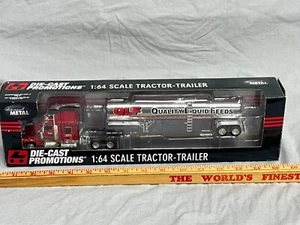 DIE-CAST
PROMOTIONS
1:64 SCALE TRACTOR-TRAILER
METAL
QLF QUALITY LIQUID FEEDS
DIE-CAST
PROMOTIONS
1:64 SCALE TRACTOR-TRAILER
THE WORLD'S FINEST